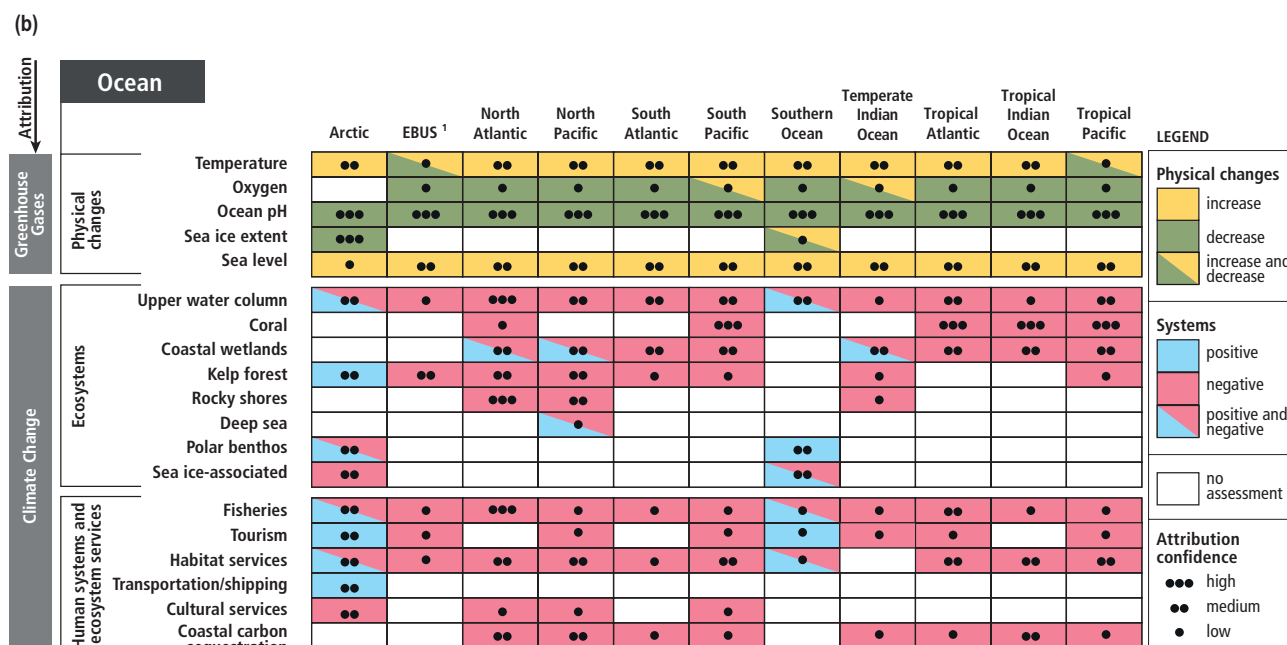 (b)
Attribution
Ocean
Arctic
EBUS 1
North
Atlantic
North
Pacific
South
Atlantic
South
Pacific
Southern
Ocean
Temperate
Indian
Ocean
Tropical
Atlantic
Tropical
Indian
Ocean
Tropical
Pacific
Greenhouse
Gases
Physical
changes
Temperature
Oxygen
Ocean pH
Sea ice extent
Sea level
Climate Change
Ecosystems
Upper water column
Coral
Coastal wetlands
Kelp forest
Rocky shores
Deep sea
Polar benthos
Sea ice-associated
Human systems and
ecosystem services
Fisheries
Tourism
Habitat services
Transportation/shipping
Cultural services
Coastal carbon
LEGEND
Physical changes
increase
decrease
increase and
decrease
Systems
positive
negative
positive and
negative
no
assessment
Attribution
confidence
high
medium
low